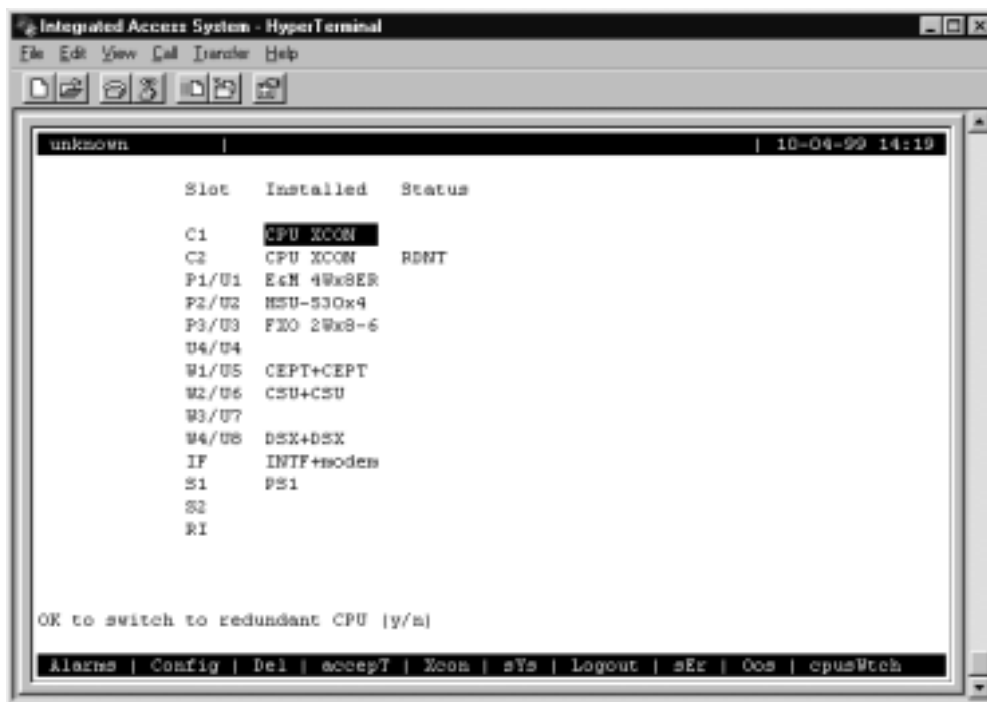 Integrated Access System - HyperTerminal
File Edit View Call Transfer Help
unknown | | 10-04-99 14:19
Slot Installed Status
C1 CPU XCON
C2 CPU XCON RDNT
P1/U1 E&M 4Wx8ER
P2/U2 HSU-530x4
P3/U3 FXO 2Wx8-6
U4/U4
W1/U5 CEPT+CEPT
W2/U6 CSU+CSU
W3/U7
W4/U8 DSX+DSX
IF INTF+modem
S1 PS1
S2
RI
OK to switch to redundant CPU (y/n)
Alarms | Config | Del | accepT | Xcon | sYs | Logout | sEr | Oos | cpusWtch